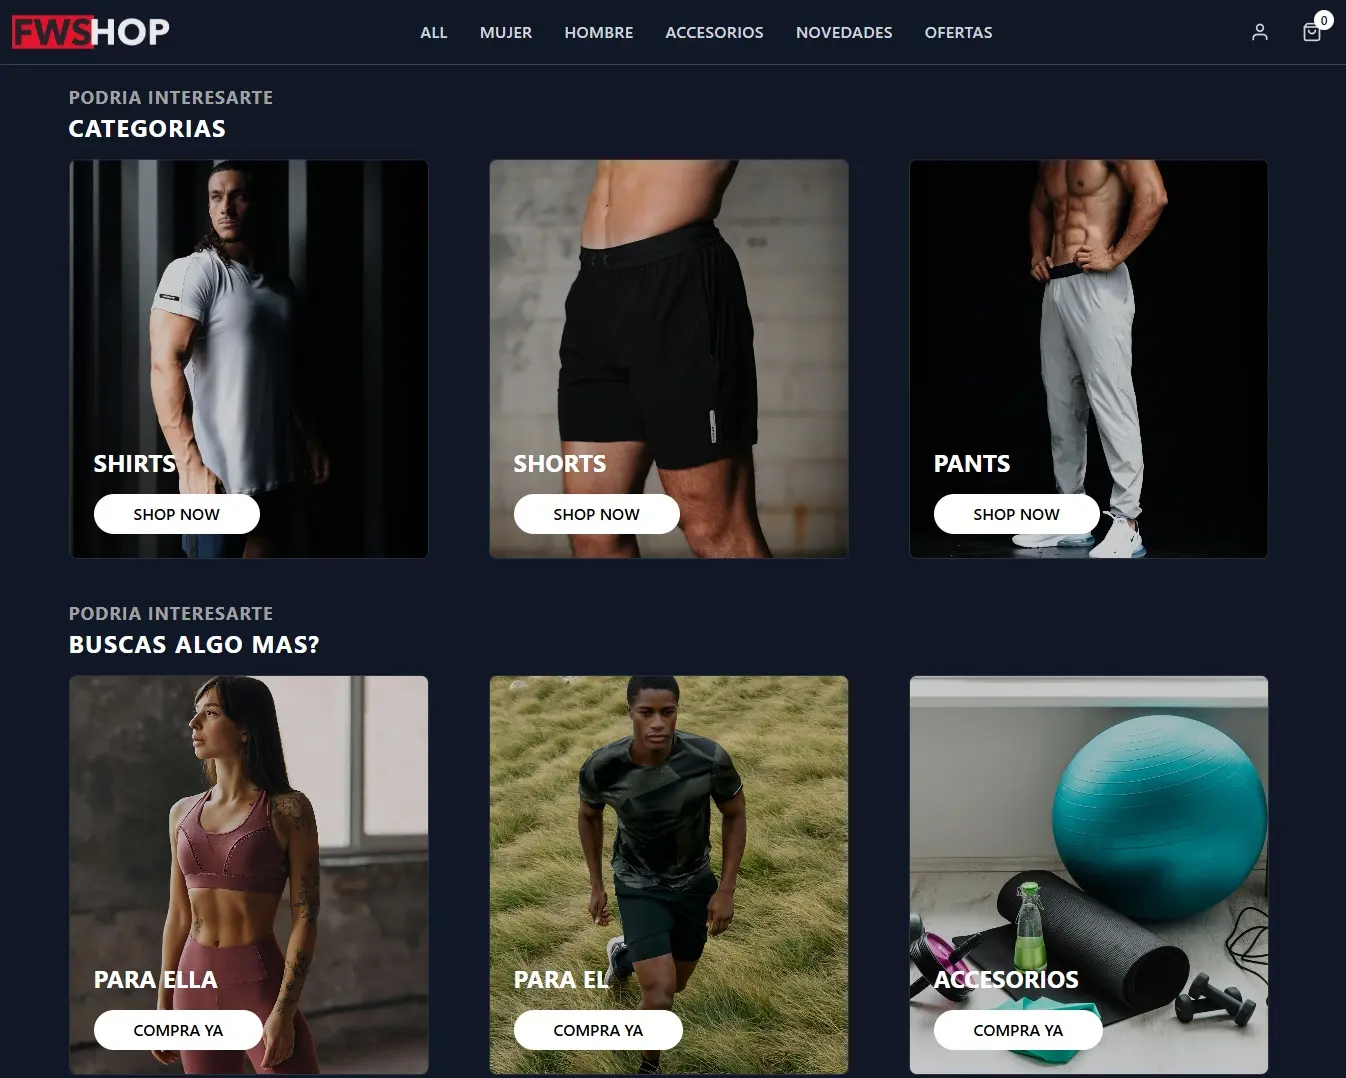 FWSHOP
ALL MUJER HOMBRE ACCESORIOS NOVEDADES OFERTAS
0
PODRIA INTERESARTE
CATEGORIAS
SHIRTS
SHOP NOW
SHORTS
SHOP NOW
PANTS
SHOP NOW
PODRIA INTERESARTE
BUSCAS ALGO MAS?
PARA ELLA
COMPRA YA
PARA EL
COMPRA YA
ACCESORIOS
COMPRA YA